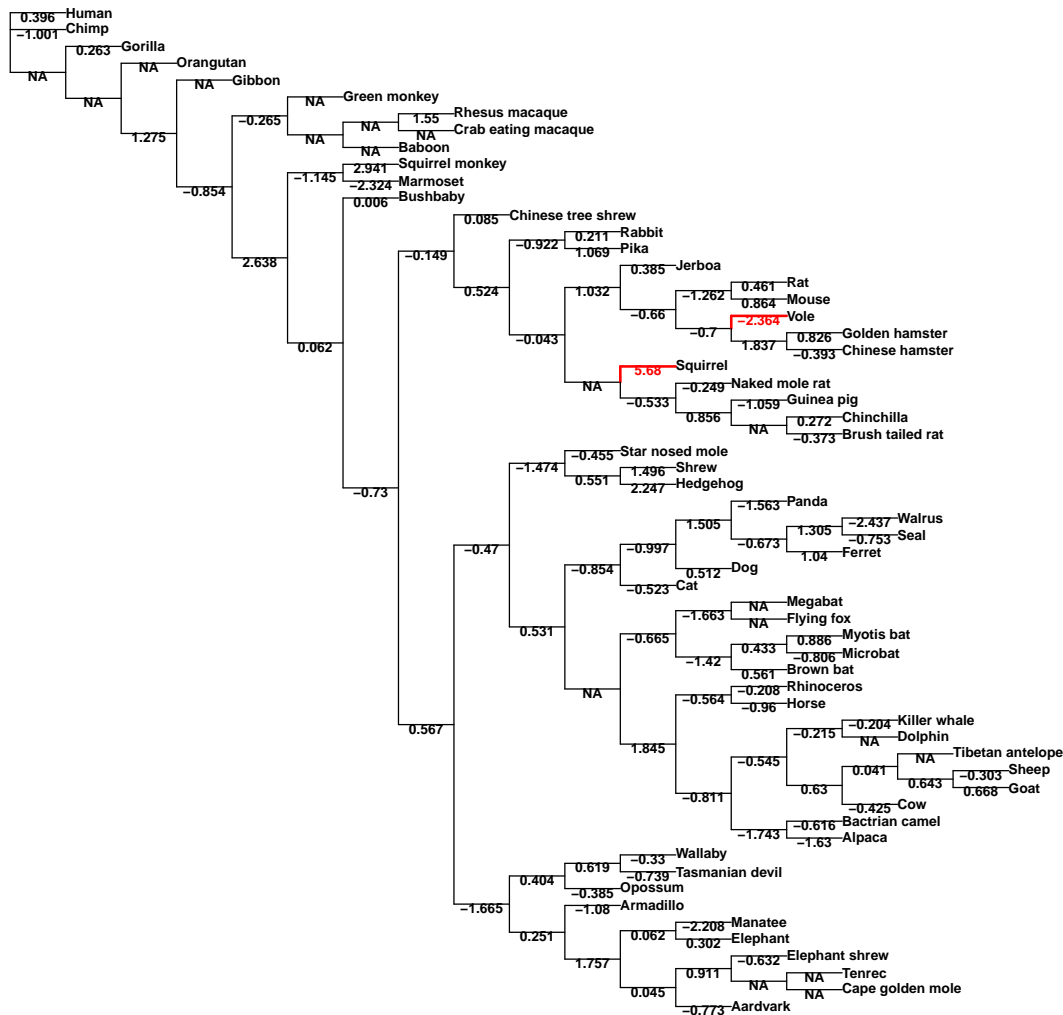 Human
0.396
Chimp
−1.001
Gorilla
0.263
NA
Orangutan
NA
Gibbon
NA
NA
Green monkey
NA
Rhesus macaque
1.55
−0.265
NA
Crab eating macaque
NA
1.275
NA
Baboon
NA
Squirrel monkey
2.941
−1.145
Marmoset
−2.324
−0.854
Bushbaby
0.006
Chinese tree shrew
0.085
Rabbit
0.211
−0.922
Pika
1.069
−0.149
2.638
Jerboa
0.385
Rat
0.461
0.524
1.032
−1.262
Mouse
0.864
−0.66
Vole
−2.364
−0.7
Golden hamster
0.826
−0.043
1.837
Chinese hamster
−0.393
0.062
Squirrel
5.68
NA
Naked mole rat
−0.249
−0.533
Guinea pig
−1.059
0.856
Chinchilla
0.272
NA
Brush tailed rat
−0.373
Star nosed mole
−0.455
−1.474
Shrew
1.496
0.551
Hedgehog
2.247
−0.73
Panda
−1.563
1.505
Walrus
−2.437
1.305
Seal
−0.753
−0.47
−0.997
−0.673
Ferret
1.04
−0.854
Dog
0.512
Cat
−0.523
Megabat
NA
−1.663
Flying fox
NA
0.531
−0.665
Myotis bat
0.886
0.433
Microbat
−0.806
−1.42
Brown bat
0.561
NA
Rhinoceros
−0.208
−0.564
Horse
−0.96
0.567
Killer whale
−0.204
−0.215
Dolphin
NA
1.845
Tibetan antelope
NA
−0.545
0.041
Sheep
−0.303
0.643
Goat
0.668
0.63
−0.811
Cow
−0.425
Bactrian camel
−0.616
−1.743
Alpaca
−1.63
Wallaby
−0.33
0.619
Tasmanian devil
−0.739
0.404
Opossum
−0.385
−1.665
Armadillo
−1.08
Manatee
−2.208
0.251
0.062
Elephant
0.302
1.757
Elephant shrew
−0.632
0.911
Tenrec
NA
NA
Cape golden mole
NA
0.045
Aardvark
−0.773